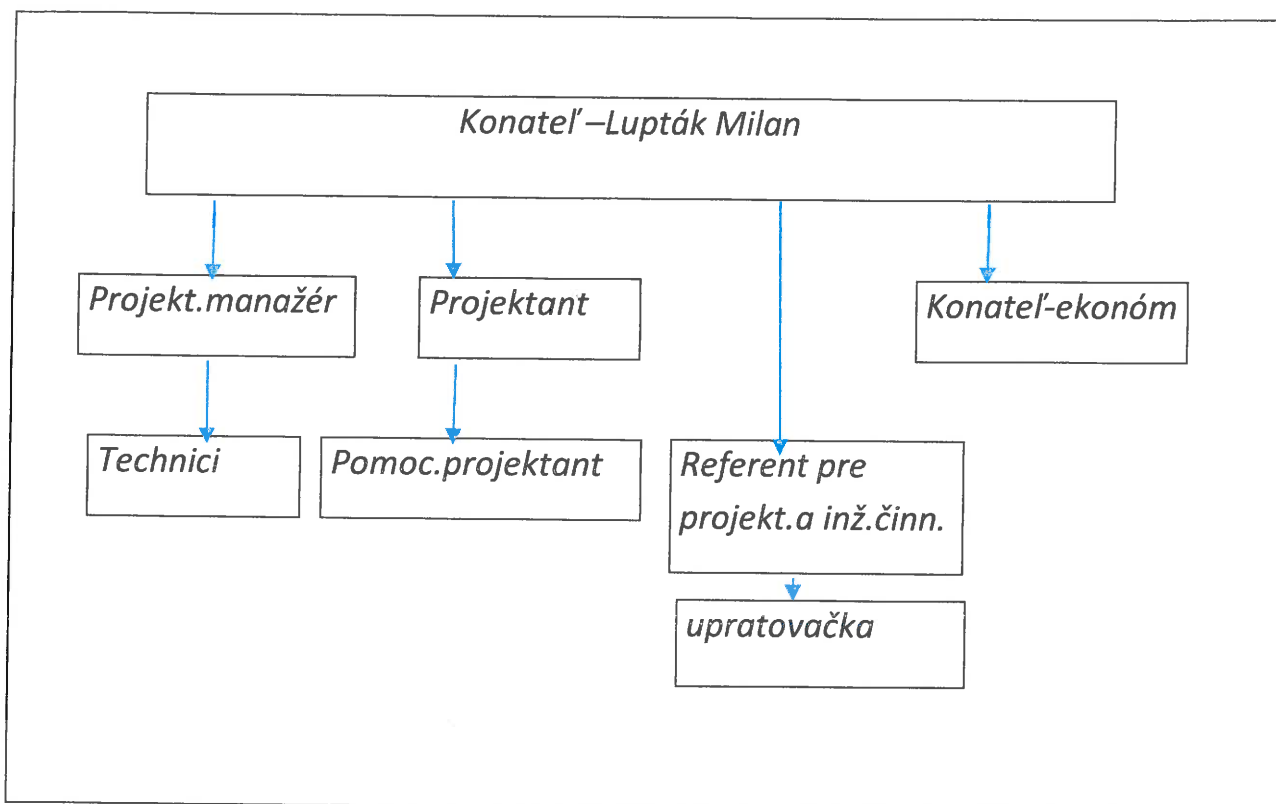 Konateľ –Lupták Milan
Projekt.manažér
Projektant
Konateľ-ekonóm
Technici
Pomoc.projektant
Referent pre
projekt.a inž.činn.
upratovačka